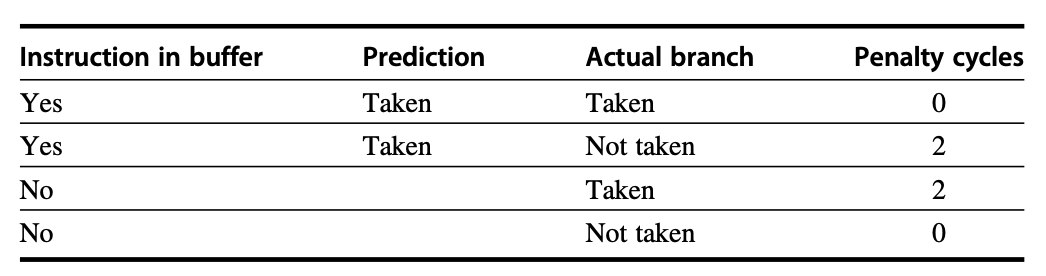 Instruction in buffer Prediction Actual branch Penalty cycles
Yes Taken Taken 0
Yes Taken Not taken 2
No Taken 2
No Not taken 0